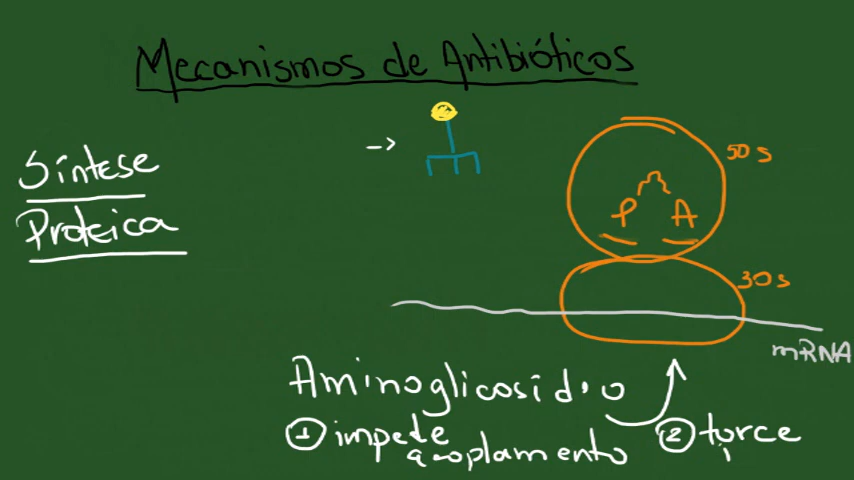 Mecanismos de Antibióticos
Síntese
Proteica
50s
P A
30s
mRNA
Aminoglicosídio
① impede
acoplamento
② torce